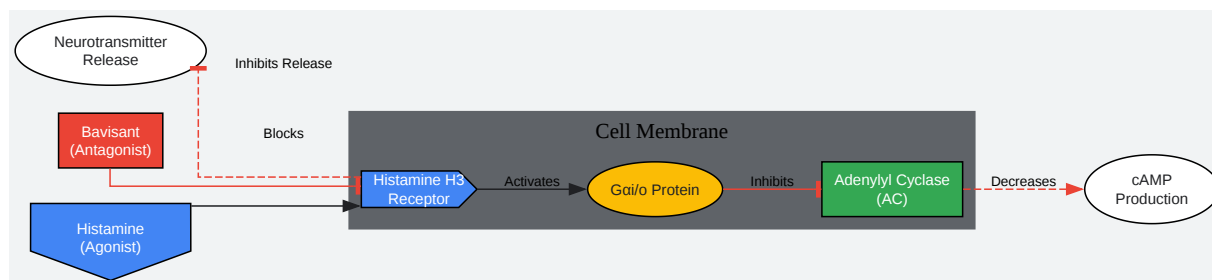 Neurotransmitter
Release
Inhibits Release
Bavisant
(Antagonist)
Blocks
Cell Membrane
Histamine H3
Receptor
Activates
Gαi/o Protein
Inhibits
Adenylyl Cyclase
(AC)
Decreases
cAMP
Production
Histamine
(Agonist)